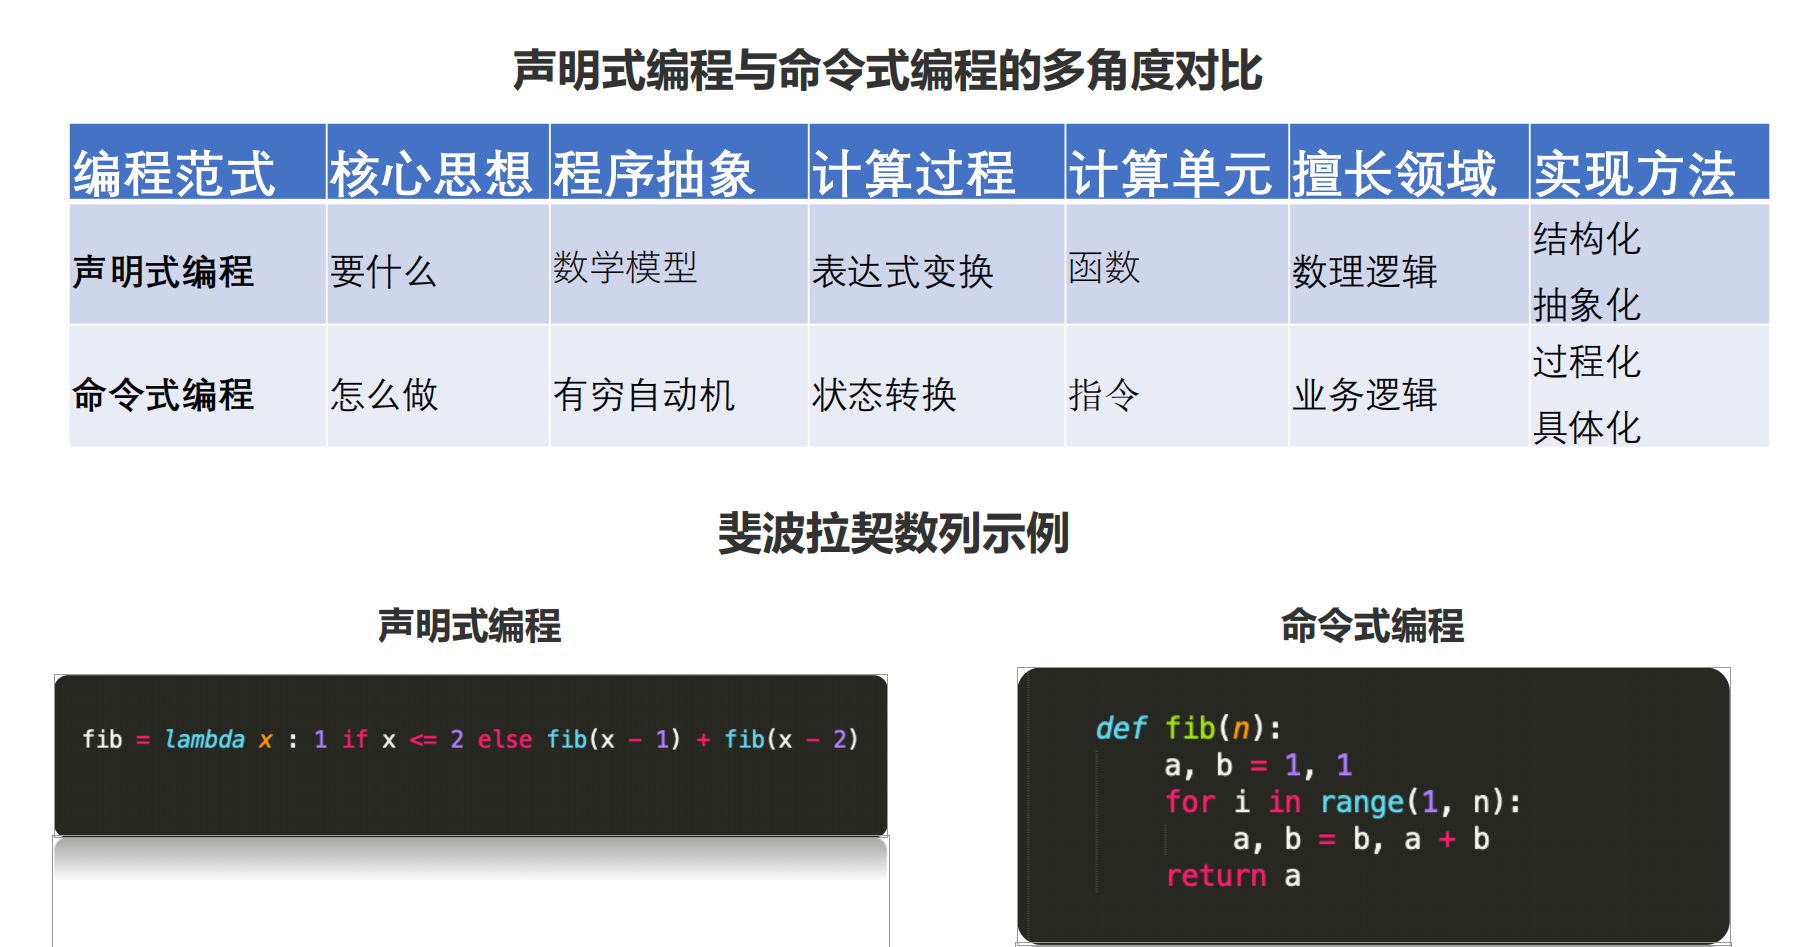 声明式编程与命令式编程的多角度对比
编程范式 核心思想 程序抽象 计算过程 计算单元 擅长领域 实现方法
声明式编程 要什么 数学模型 表达式变换 函数 数理逻辑 结构化
抽象化
命令式编程 怎么做 有穷自动机 状态转换 指令 业务逻辑 过程化
具体化
斐波拉契数列示例
声明式编程
fib = lambda x : 1 if x <= 2 else fib(x - 1) + fib(x - 2)
命令式编程
def fib(n):
    a, b = 1, 1
    for i in range(1, n):
        a, b = b, a + b
    return a